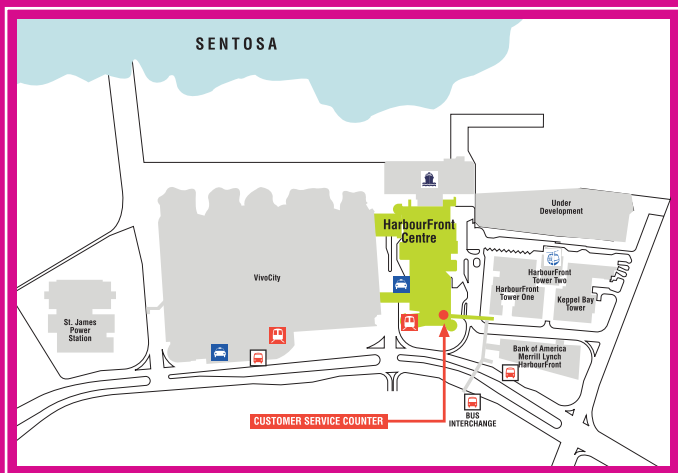 SENTOSA
Under
Development
HarbourFront
Centre
VivoCity
HarbourFront
Tower Two
HarbourFront
Tower One
Keppel Bay
Tower
St. James
Power
Station
Bank of America
Merrill Lynch
HarbourFront
CUSTOMER SERVICE COUNTER
BUS
INTERCHANGE